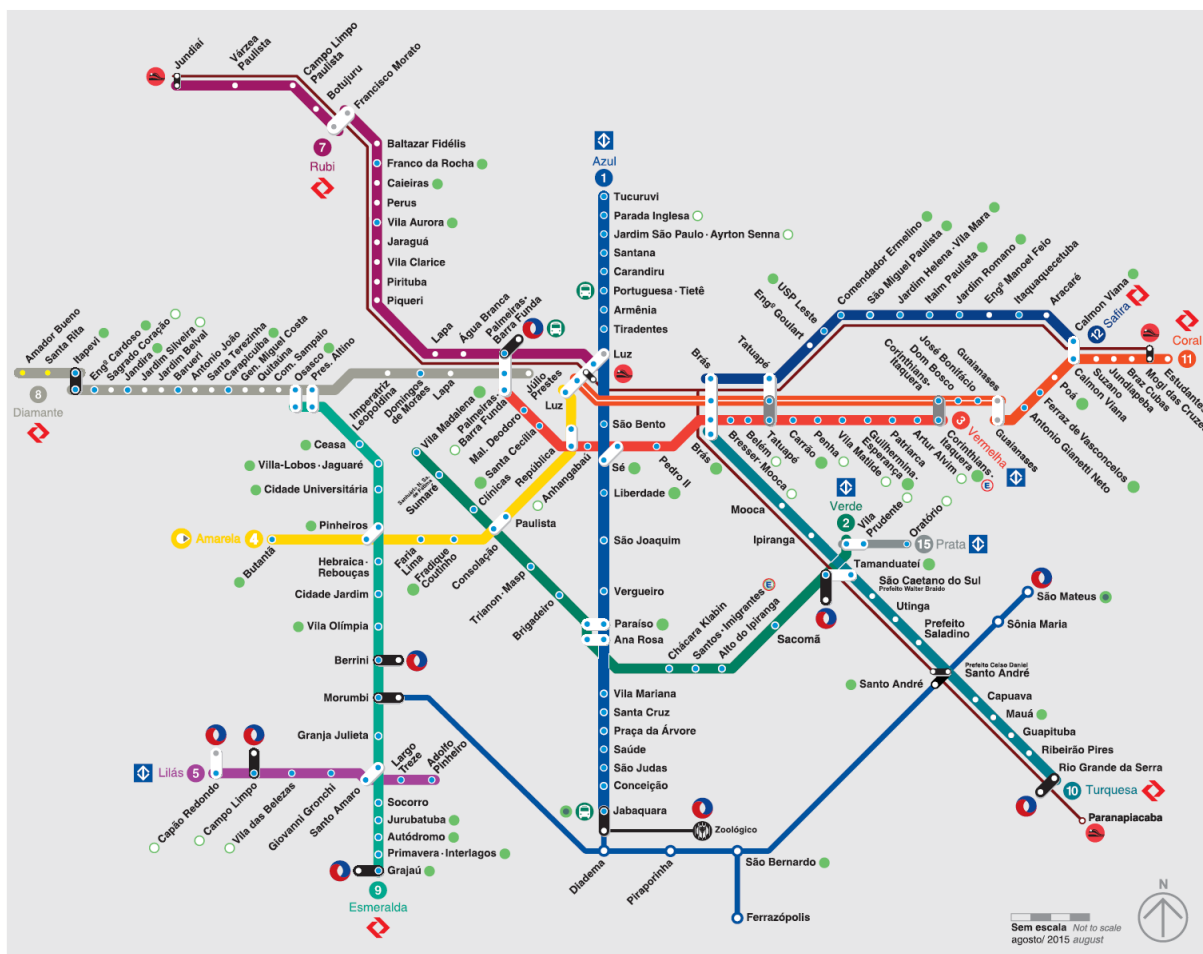 Jundiaí
Várzea
Paulista
Campo Limpo
Paulista
Botujuru
Francisco Morato
7
Rubi
Baltazar Fidélis
Franco da Rocha
Caieiras
Perus
Vila Aurora
Jaraguá
Vila Clarice
Pirituba
Piqueri
Lapa
Água Branca
Palmeiras-
Barra Funda
Azul
1
Tucuruvi
Parada Inglesa
Jardim São Paulo · Ayrton Senna
Santana
Carandiru
Portuguesa · Tietê
Armênia
Tiradentes
Luz
São Bento
Sé
Liberdade
São Joaquim
Vergueiro
Paraíso
Ana Rosa
Vila Mariana
Santa Cruz
Praça da Árvore
Saúde
São Judas
Conceição
Jabaquara
Amador Bueno
Santa Rita
Itapevi
Engº Cardoso
Sagrado Coração
Jandira
Jardim Silveira
Jardim Belval
Barueri
Antonio João
Santa Terezinha
Carapicuíba
Gen. Miguel Costa
Quitaúna
Com. Sampaio
Osasco
Pres. Altino
8
Diamante
Imperatriz
Leopoldina
Domingos
de Moraes
Lapa
Palmeiras-
Barra Funda
Júlio
Prestes
Ceasa
Villa-Lobos · Jaguaré
Cidade Universitária
Pinheiros
Hebraica ·
Rebouças
Cidade Jardim
Vila Olímpia
Berrini
Morumbi
Granja Julieta
Santo Amaro
Socorro
Jurubatuba
Autódromo
Primavera · Interlagos
Grajaú
9
Esmeralda
Amarela 4
Butantã
Faria
Lima
Fradique
Coutinho
Paulista
República
Luz
Vila Madalena
Sumaré
Clínicas
Consolação
Trianon · Masp
Brigadeiro
Chácara Klabin
Santos · Imigrantes
E
Alto do Ipiranga
Sacomã
Tamanduateí
Vila
Prudente
Verde
2
Oratório
15 Prata
Mal. Deodoro
Santa Cecília
Anhangabaú
Pedro II
Brás
Bresser · Mooca
Belém
Tatuapé
Carrão
Penha
Vila Matilde
Guilhermina ·
Esperança
Patriarca
Artur Alvim
Corinthians-
Itaquera
E
3
Vermelha
Brás
Tatuapé
USP Leste
Engº Goulart
Comendador Ermelino
São Miguel Paulista
Jardim Helena · Vila Mara
Itaim Paulista
Jardim Romano
Engº Manoel Feio
Itaquaquecetuba
Aracaré
Calmon Viana
12
Safira
Corinthians-
Itaquera
Dom Bosco
José Bonifácio
Guaianases
Guaianases
Antonio Gianetti Neto
Ferraz de Vasconcelos
Poá
Calmon Viana
Suzano
Jundiapeba
Braz Cubas
Mogi das Cruzes
Estudantes
Coral
11
Mooca
Ipiranga
São Caetano do Sul
Prefeito Walter Braido
Utinga
Prefeito
Saladino
Prefeito Celso Daniel
Santo André
Capuava
Mauá
Guapituba
Ribeirão Pires
Rio Grande da Serra
10 Turquesa
Paranapiacaba
São Mateus
Sônia Maria
Santo André
Lilás 5
Capão Redondo
Campo Limpo
Vila das Belezas
Giovanni Gronchi
Largo
Treze
Adolfo
Pinheiro
Zoológico
Diadema
Piraporinha
São Bernardo
Ferrazópolis
N
Sem escala Not to scale
agosto/ 2015 august